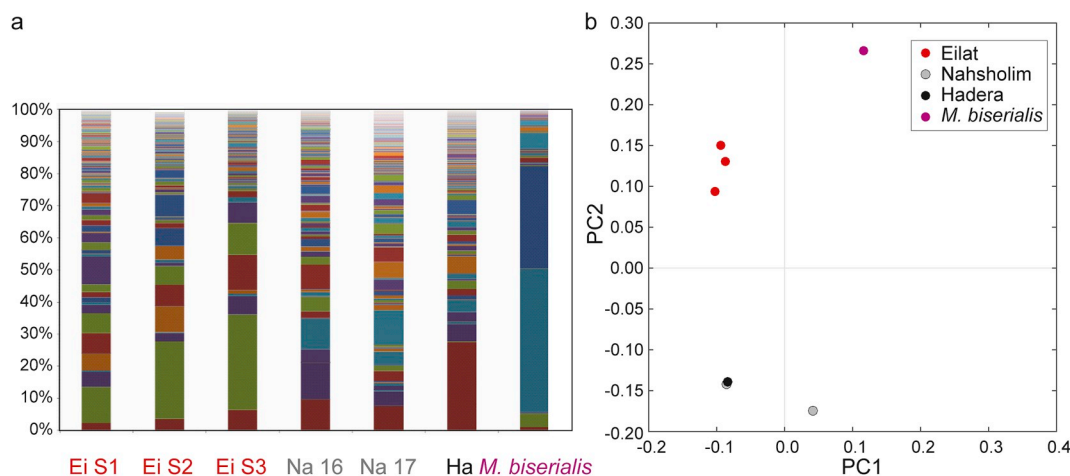 a
100%
90%
80%
70%
60%
50%
40%
30%
20%
10%
0%
Ei S1 Ei S2 Ei S3 Na 16 Na 17 Ha M. biserialis
b
0.30
0.25
0.20
0.15
0.10
0.05
0.00
-0.05
-0.10
-0.15
-0.20
PC2
-0.2 -0.1 0.0 0.1 0.2 0.3 0.4
PC1
Eilat
Nahsholim
Hadera
M. biserialis